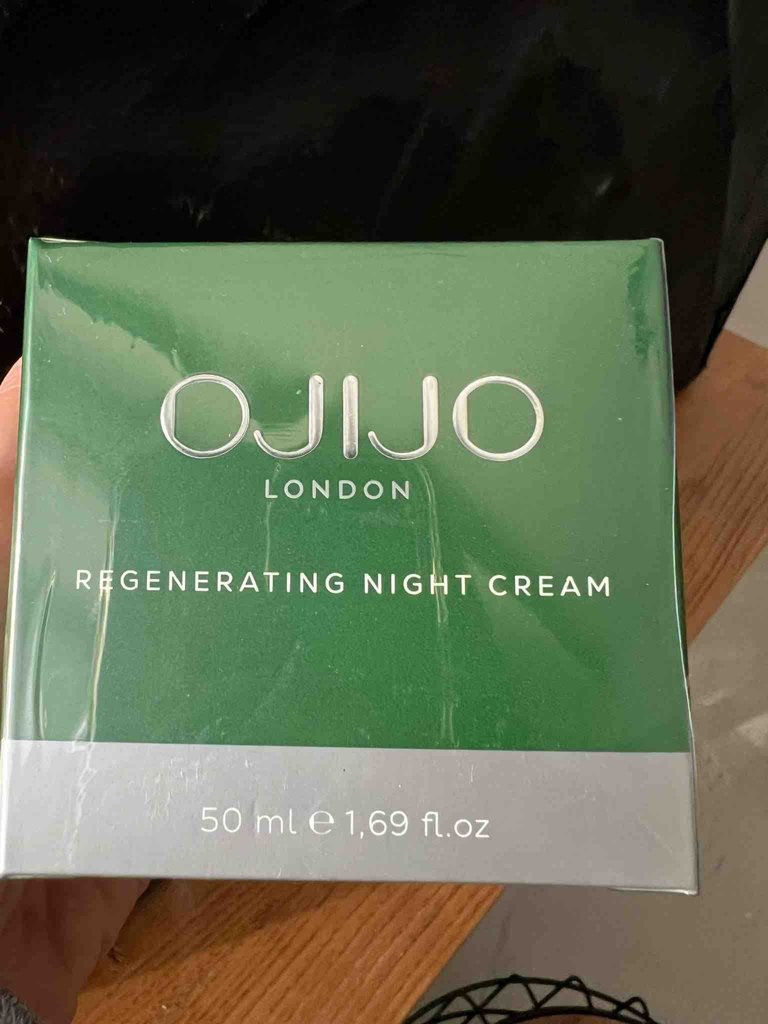 OJIJO
LONDON
REGENERATING NIGHT CREAM
50 ml ℮ 1,69 fl.oz